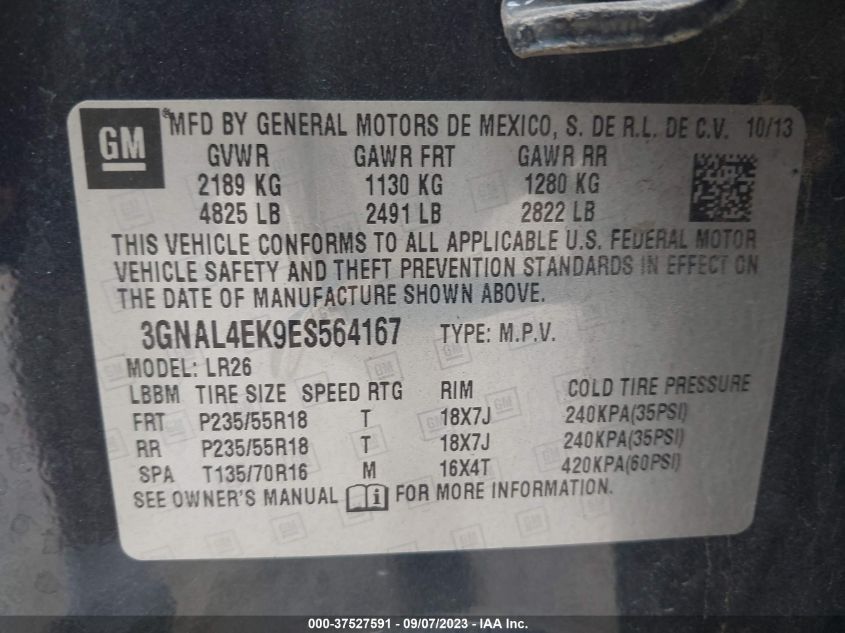 GM
MFD BY GENERAL MOTORS DE MEXICO, S. DE R.L. DE C.V. 10/13
GVWR GAWR FRT GAWR RR
2189 KG 1130 KG 1280 KG
4825 LB 2491 LB 2822 LB
THIS VEHICLE CONFORMS TO ALL APPLICABLE U.S. FEDERAL MOTOR
VEHICLE SAFETY AND THEFT PREVENTION STANDARDS IN EFFECT ON
THE DATE OF MANUFACTURE SHOWN ABOVE.
3GNAL4EK9ES564167 TYPE: M.P.V.
MODEL: LR26
LBBM TIRE SIZE SPEED RTG RIM COLD TIRE PRESSURE
FRT P235/55R18 T 18X7J 240KPA(35PSI)
RR P235/55R18 T 18X7J 240KPA(35PSI)
SPA T135/70R16 M 16X4T 420KPA(60PSI)
SEE OWNER'S MANUAL i FOR MORE INFORMATION.
000-37527591 - 09/07/2023 - IAA Inc.